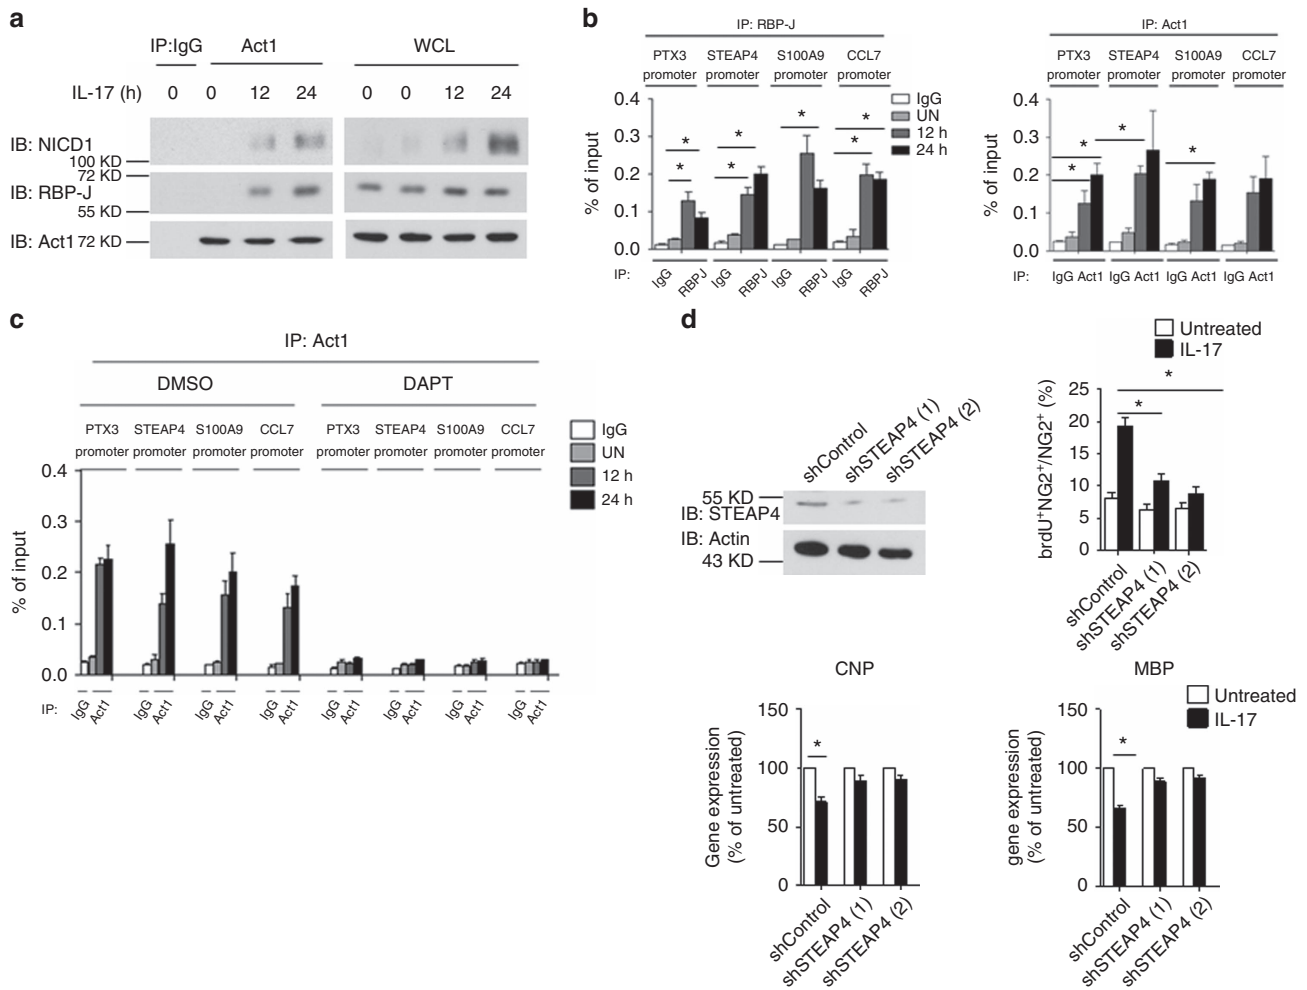 a
IP:IgG Act1 WCL
IL-17 (h) 0 0 12 24 0 0 12 24
IB: NICD1
100 KD
72 KD
IB: RBP-J
55 KD
IB: Act1 72 KD
b
IP: RBP-J
PTX3 promoter STEAP4 promoter S100A9 promoter CCL7 promoter
IgG
UN
12 h
24 h
% of input
0.4
0.3
0.2
0.1
0.0
* * * * * * *
IP: IgG RBPJ IgG RBPJ IgG RBPJ IgG RBPJ
IP: Act1
PTX3 promoter STEAP4 promoter S100A9 promoter CCL7 promoter
% of input
0.4
0.3
0.2
0.1
0.0
* * * *
IP: IgG Act1 IgG Act1 IgG Act1 IgG Act1
c
IP: Act1
DMSO DAPT
PTX3 promoter STEAP4 promoter S100A9 promoter CCL7 promoter PTX3 promoter STEAP4 promoter S100A9 promoter CCL7 promoter
IgG
UN
12 h
24 h
% of input
0.4
0.3
0.2
0.1
0.0
IP: IgG Act1 IgG Act1 IgG Act1 IgG Act1 IgG Act1 IgG Act1 IgG Act1 IgG Act1
d
shControl shSTEAP4 (1) shSTEAP4 (2)
55 KD
IB: STEAP4
IB: Actin
43 KD
Untreated
IL-17
brdU⁺NG2⁺/NG2⁺ (%)
25
20
15
10
5
0
* *
shControl shSTEAP4 (1) shSTEAP4 (2)
CNP
Gene expression
(% of untreated)
150
100
50
0
*
shControl shSTEAP4 (1) shSTEAP4 (2)
MBP
Untreated
IL-17
gene expression
(% of untreated)
150
100
50
0
*
shControl shSTEAP4 (1) shSTEAP4 (2)